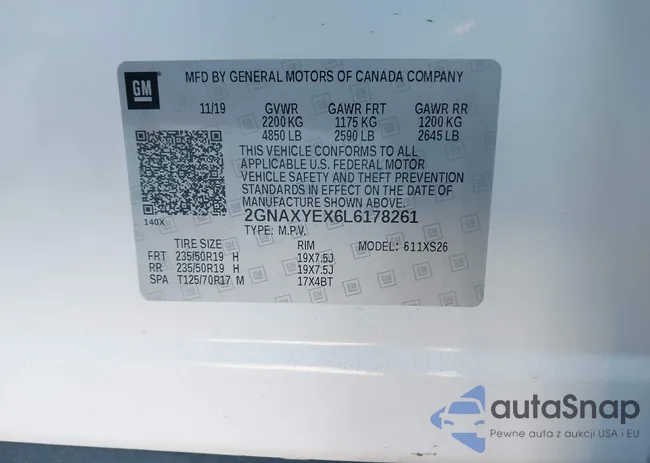 GM
MFD BY GENERAL MOTORS OF CANADA COMPANY
11/19 GVWR GAWR FRT GAWR RR
2200 KG 1175 KG 1200 KG
4850 LB 2590 LB 2645 LB
THIS VEHICLE CONFORMS TO ALL
APPLICABLE U.S. FEDERAL MOTOR
VEHICLE SAFETY AND THEFT PREVENTION
STANDARDS IN EFFECT ON THE DATE OF
MANUFACTURE SHOWN ABOVE.
140X
2GNAXYEX6L6178261
TYPE: M.P.V.
TIRE SIZE RIM MODEL: 611XS26
FRT 235/50R19 H 19X7.5J
RR 235/50R19 H 19X7.5J
SPA T125/70R17 M 17X4BT
autaSnap
Pewne auta z aukcji USA i EU